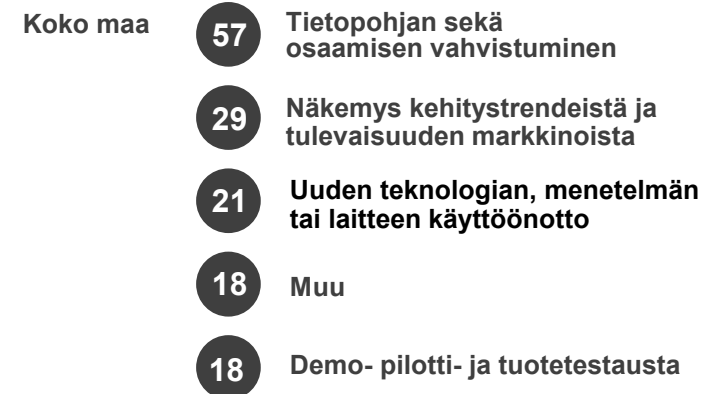 Koko maa
57
Tietopohjan sekä
osaamisen vahvistuminen
29
Näkemys kehitystrendeistä ja
tulevaisuuden markkinoista
21
Uuden teknologian, menetelmän
tai laitteen käyttöönotto
18
Muu
18
Demo- pilotti- ja tuotetestausta